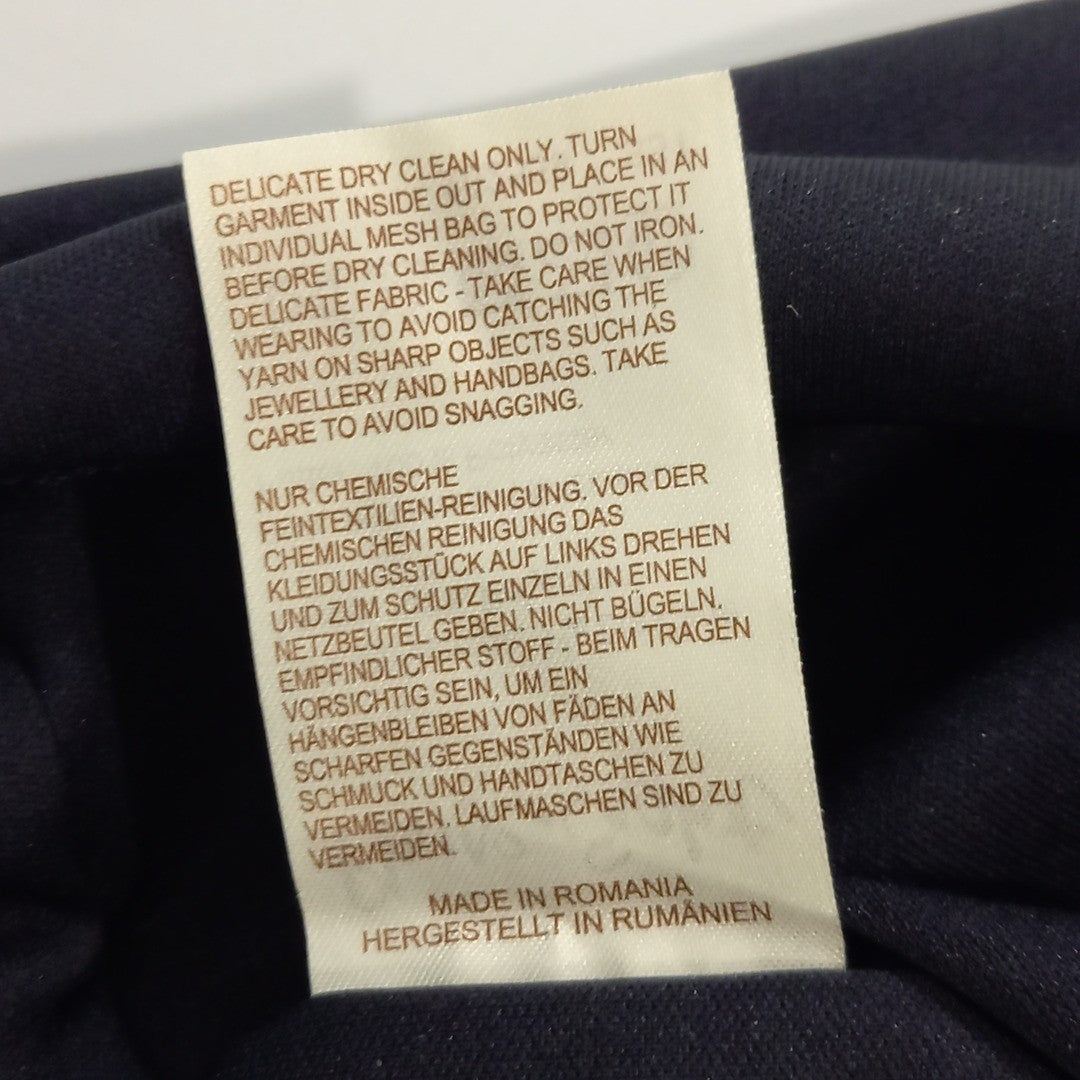 DELICATE DRY CLEAN ONLY. TURN
GARMENT INSIDE OUT AND PLACE IN AN
INDIVIDUAL MESH BAG TO PROTECT IT
BEFORE DRY CLEANING. DO NOT IRON.
DELICATE FABRIC - TAKE CARE WHEN
WEARING TO AVOID CATCHING THE
YARN ON SHARP OBJECTS SUCH AS
JEWELLERY AND HANDBAGS. TAKE
CARE TO AVOID SNAGGING.
NUR CHEMISCHE
FEINTEXTILIEN-REINIGUNG. VOR DER
CHEMISCHEN REINIGUNG DAS
KLEIDUNGSSTÜCK AUF LINKS DREHEN
UND ZUM SCHUTZ EINZELN IN EINEN
NETZBEUTEL GEBEN. NICHT BÜGELN.
EMPFINDLICHER STOFF - BEIM TRAGEN
VORSICHTIG SEIN, UM EIN
HÄNGENBLEIBEN VON FÄDEN AN
SCHARFEN GEGENSTÄNDEN WIE
SCHMUCK UND HANDTASCHEN ZU
VERMEIDEN. LAUFMASCHEN SIND ZU
VERMEIDEN.
MADE IN ROMANIA
HERGESTELLT IN RUMÄNIEN